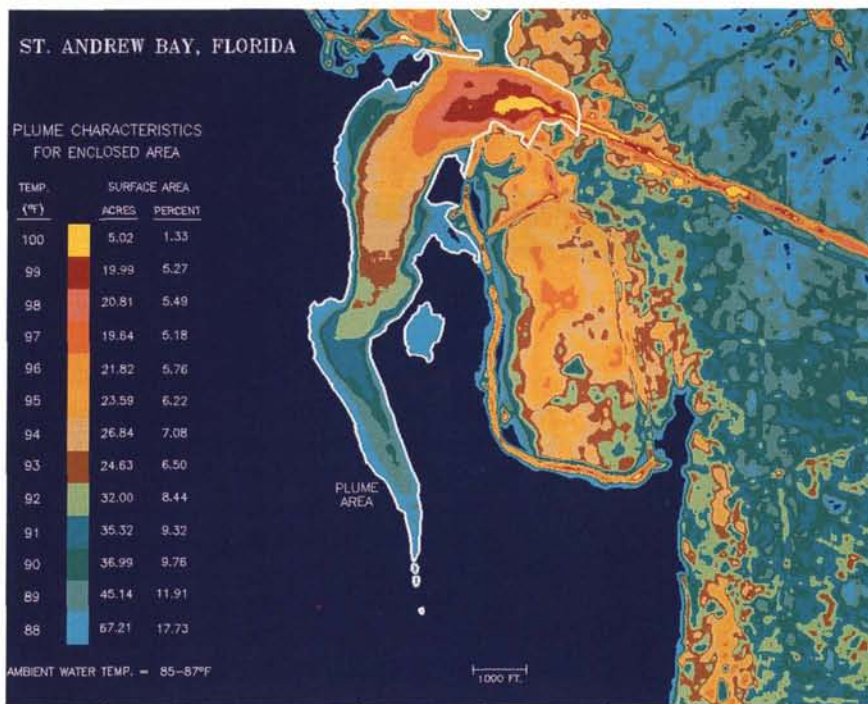 ST. ANDREW BAY, FLORIDA
PLUME CHARACTERISTICS
FOR ENCLOSED AREA
TEMP. SURFACE AREA
(°F) ACRES PERCENT
100 5.02 1.33
99 19.99 5.27
98 20.81 5.49
97 19.64 5.18
96 21.82 5.76
95 23.59 6.22
94 26.84 7.08
93 24.63 6.50
92 32.00 8.44
91 35.32 9.32
90 36.99 9.76
89 45.14 11.91
88 67.21 17.73
AMBIENT WATER TEMP. = 85-87°F
PLUME
AREA
1000 FT.